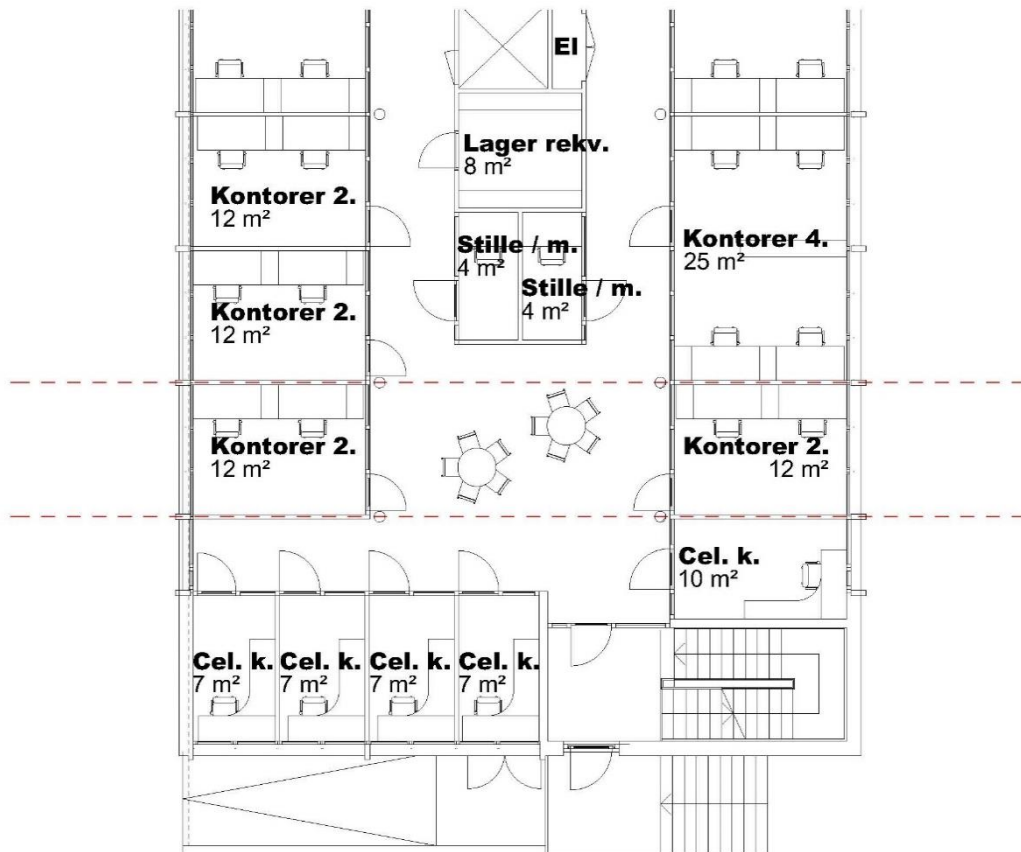 El
Lager rekv.
8 m²
Kontorer 2.
12 m²
Stille / m.
4 m²
Kontorer 4.
25 m²
Stille / m.
4 m²
Kontorer 2.
12 m²
Kontorer 2.
12 m²
Kontorer 2.
12 m²
Cel. k.
10 m²
Cel. k.
7 m²
Cel. k.
7 m²
Cel. k.
7 m²
Cel. k.
7 m²